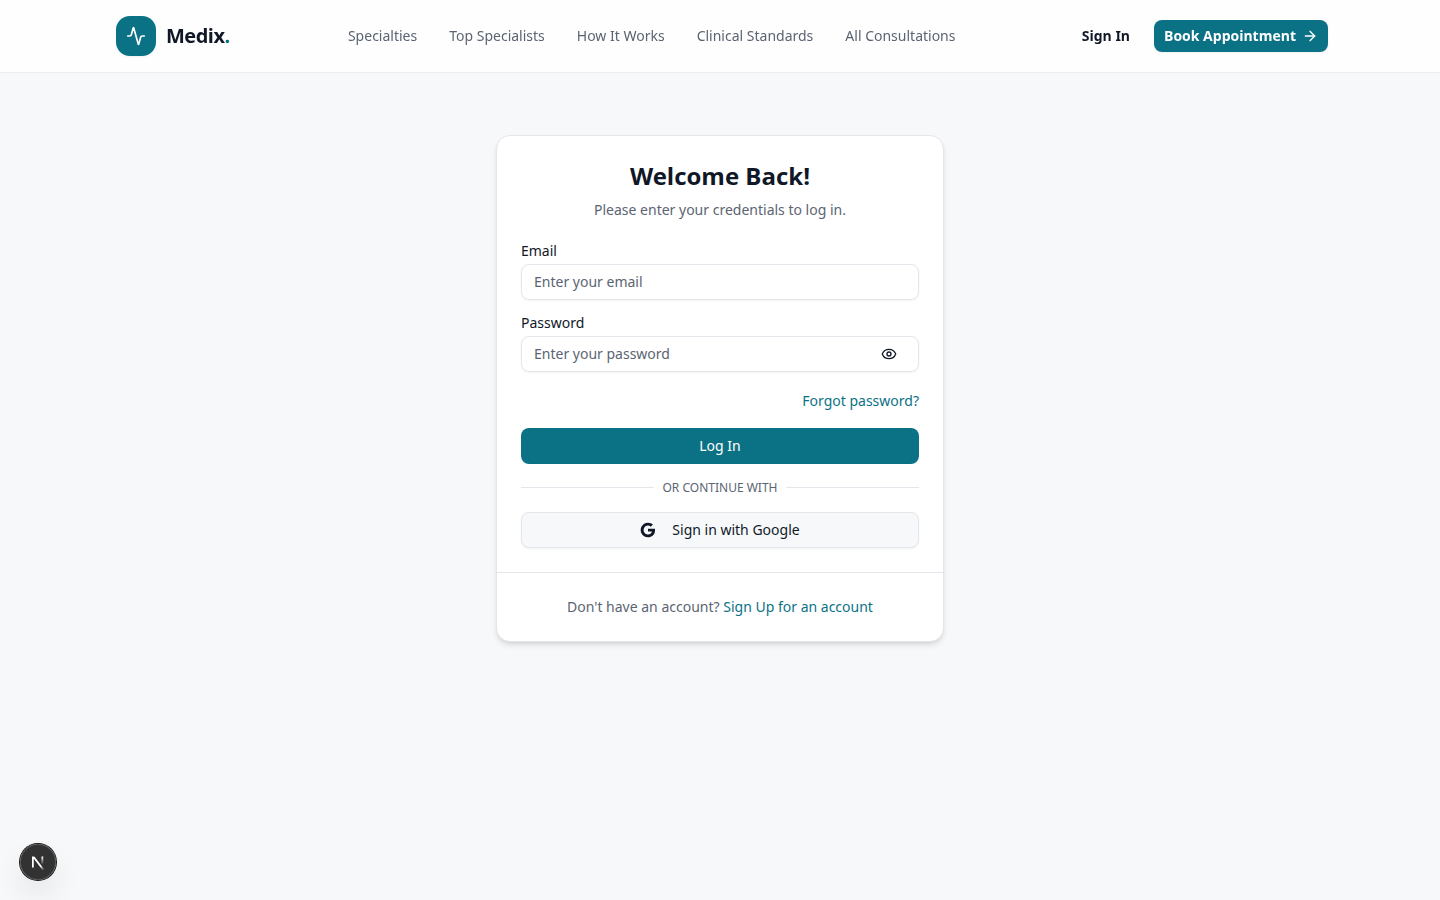 Medix.
Specialties
Top Specialists
How It Works
Clinical Standards
All Consultations
Sign In
Book Appointment
Welcome Back!
Please enter your credentials to log in.
Email
Enter your email
Password
Enter your password
Forgot password?
Log In
OR CONTINUE WITH
G Sign in with Google
Don't have an account? Sign Up for an account
N